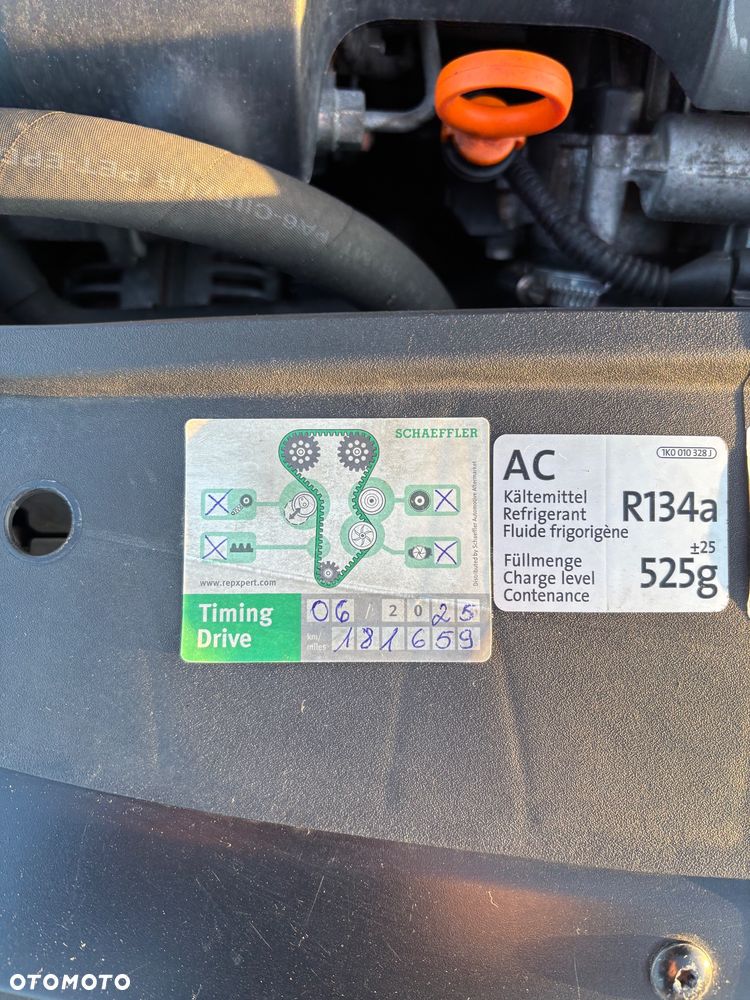 SCHAEFFLER
Distributed by Schaeffler Automotive Aftermarket
www.repxpert.com
Timing
Drive
06 / 2025
km/
miles
181659
1K0 010 328 J
AC
Kältemittel
Refrigerant
Fluide frigorigène
R134a
Füllmenge
Charge level
Contenance
±25
525g
OTOMOTO